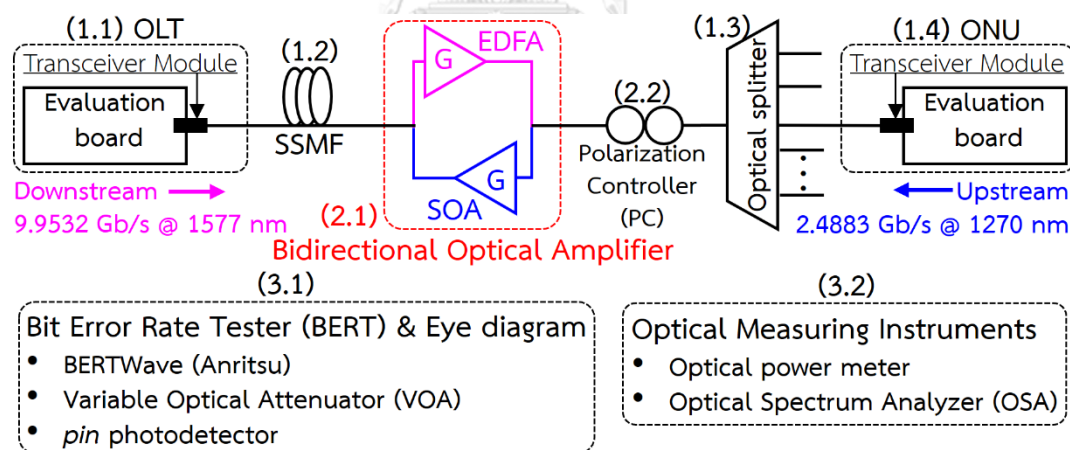 (1.1) OLT
Transceiver Module
Evaluation
board
Downstream
9.9532 Gb/s @ 1577 nm
(1.2)
SSMF
EDFA
G
G
SOA
(2.1)
Bidirectional Optical Amplifier
(2.2)
Polarization
Controller
(PC)
(1.3)
Optical splitter
(1.4) ONU
Transceiver Module
Evaluation
board
Upstream
2.4883 Gb/s @ 1270 nm
(3.1)
Bit Error Rate Tester (BERT) & Eye diagram
• BERTWave (Anritsu)
• Variable Optical Attenuator (VOA)
• pin photodetector
(3.2)
Optical Measuring Instruments
• Optical power meter
• Optical Spectrum Analyzer (OSA)